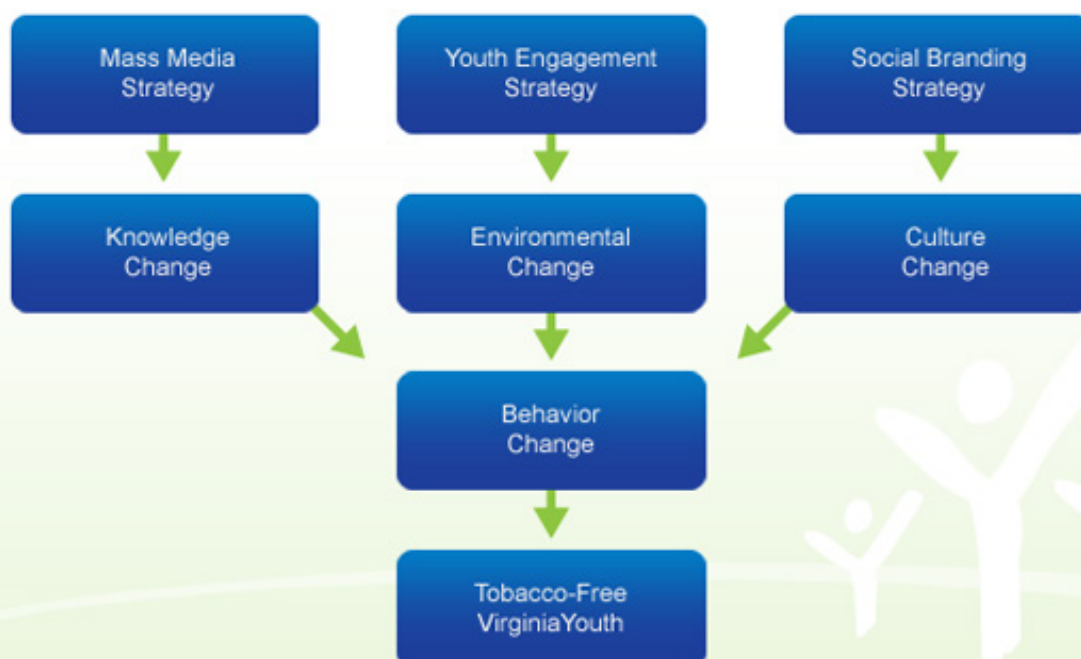 Mass Media
Strategy
Youth Engagement
Strategy
Social Branding
Strategy
Knowledge
Change
Environmental
Change
Culture
Change
Behavior
Change
Tobacco-Free
VirginiaYouth